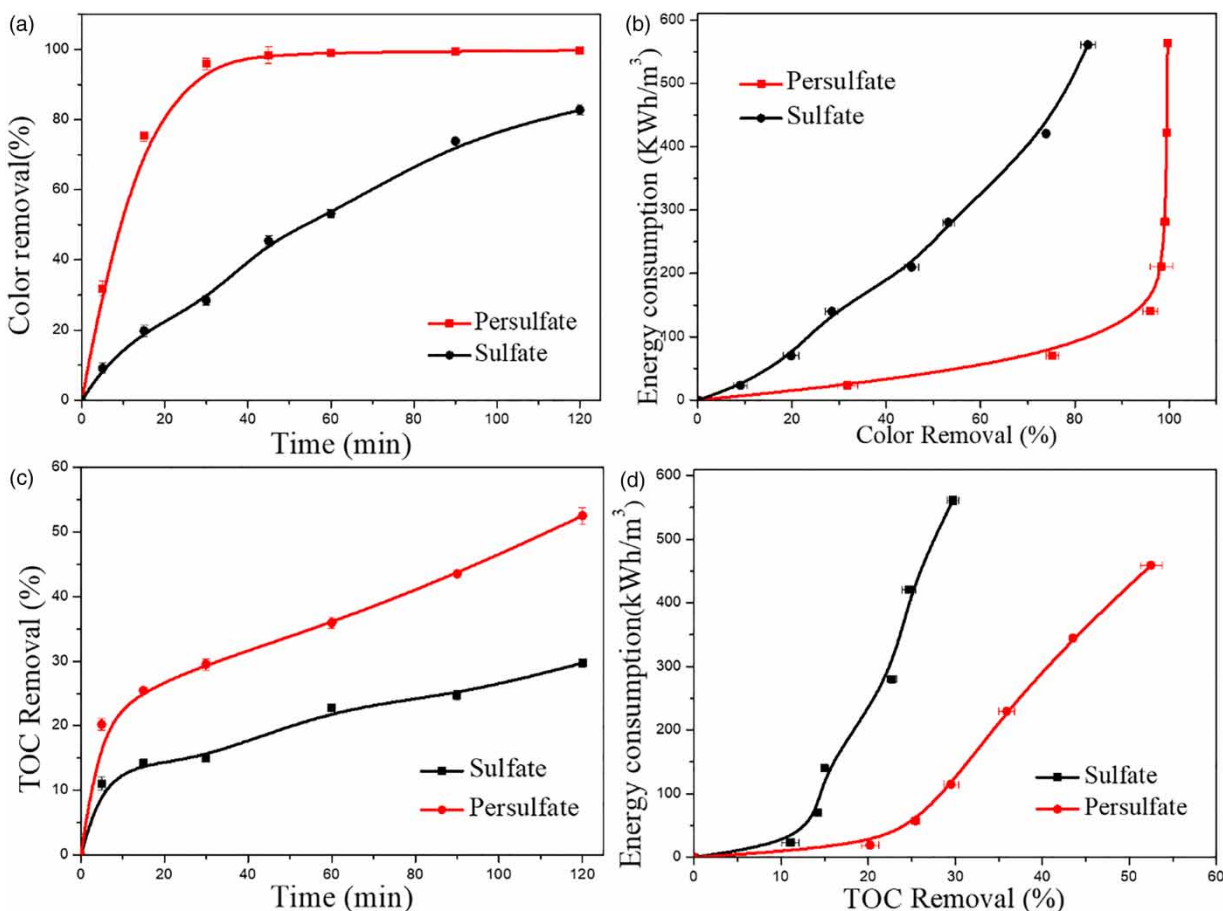 (a)
Color removal(%)
100
80
60
40
20
0
Persulfate
Sulfate
0 20 40 60 80 100 120
Time (min)
(b)
Energy consumption (KWh/m³)
600
500
400
300
200
100
0
Persulfate
Sulfate
0 20 40 60 80 100
Color Removal (%)
(c)
TOC Removal (%)
60
50
40
30
20
10
0
Sulfate
Persulfate
0 20 40 60 80 100 120
Time (min)
(d)
Energy consumption(kWh/m³)
600
500
400
300
200
100
0
Sulfate
Persulfate
0 10 20 30 40 50 60
TOC Removal (%)